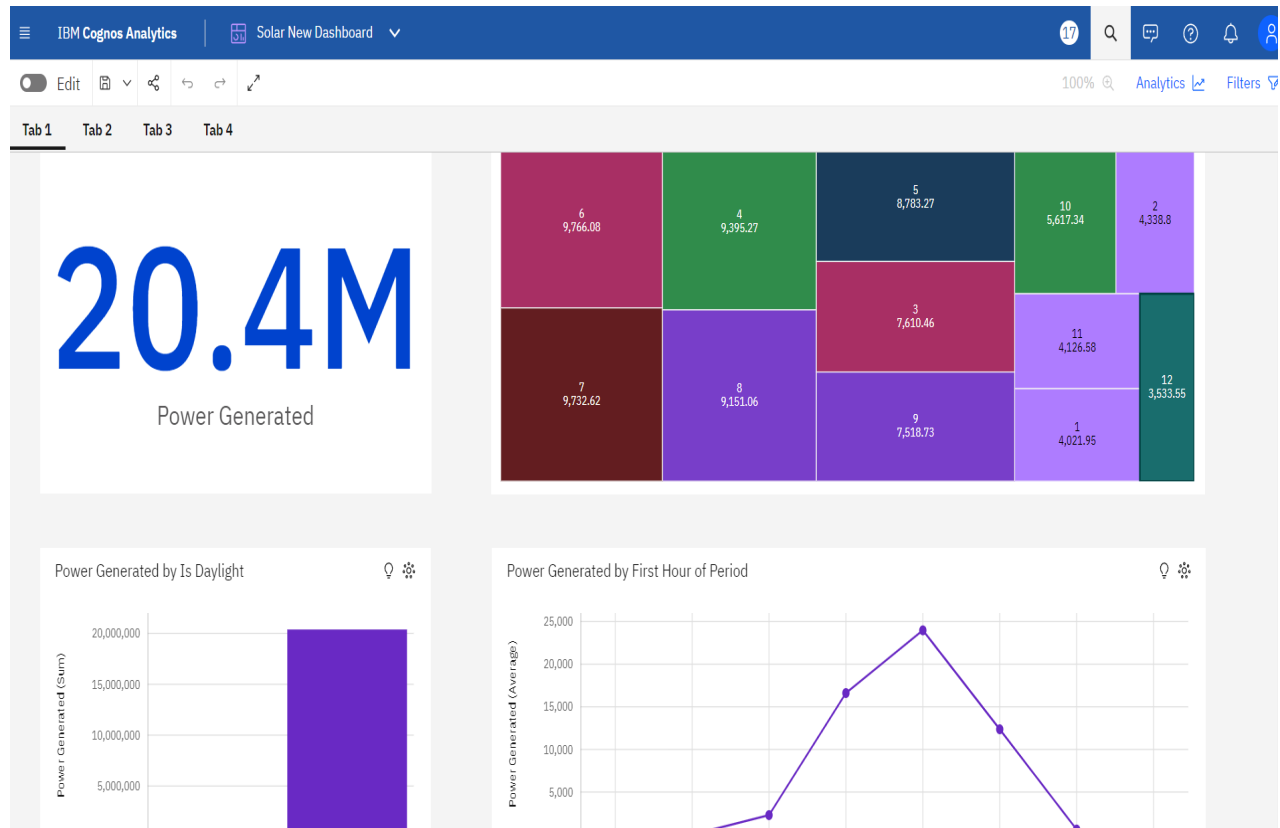 IBM Cognos Analytics
Solar New Dashboard
17
Edit
100%
Analytics
Filters
Tab 1
Tab 2
Tab 3
Tab 4
20.4M
Power Generated
6
9,766.08
4
9,395.27
5
8,783.27
10
5,617.34
2
4,338.8
3
7,610.46
11
4,126.58
7
9,732.62
8
9,151.06
9
7,518.73
12
3,533.55
1
4,021.95
Power Generated by Is Daylight
Power Generated (Sum)
20,000,000
15,000,000
10,000,000
5,000,000
Power Generated by First Hour of Period
Power Generated (Average)
25,000
20,000
15,000
10,000
5,000